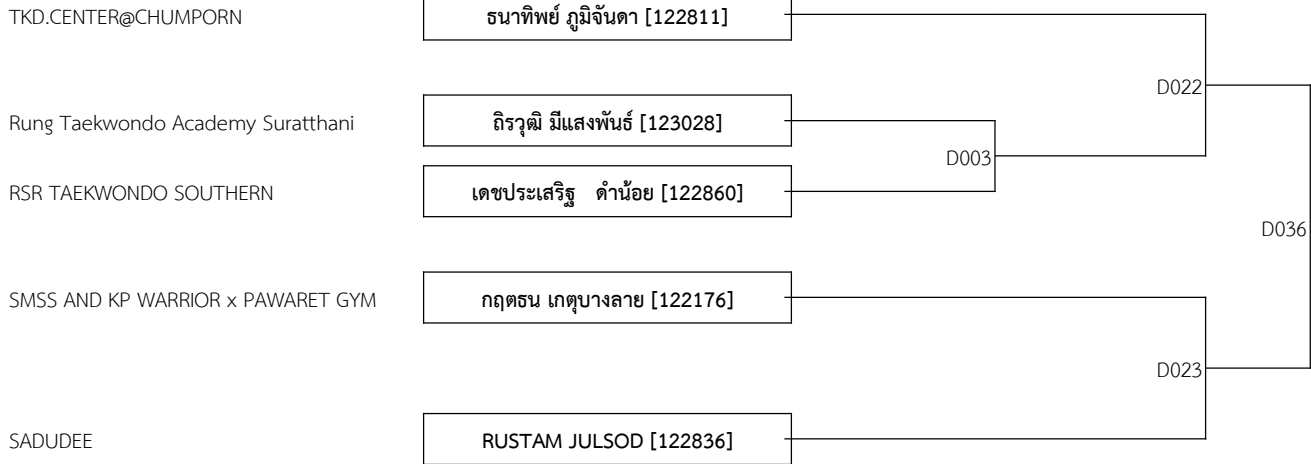 TKD.CENTER@CHUMPORN ธนาทิพย์ ภูมิจันดา [122811]
D022
Rung Taekwondo Academy Suratthani ถิรวุฒิ มีแสงพันธ์ [123028]
D003
RSR TAEKWONDO SOUTHERN เดชประเสริฐ ดำน้อย [122860]
D036
SMSS AND KP WARRIOR x PAWARET GYM กฤตธน เกตุบางลาย [122176]
D023
SADUDEE RUSTAM JULSOD [122836]